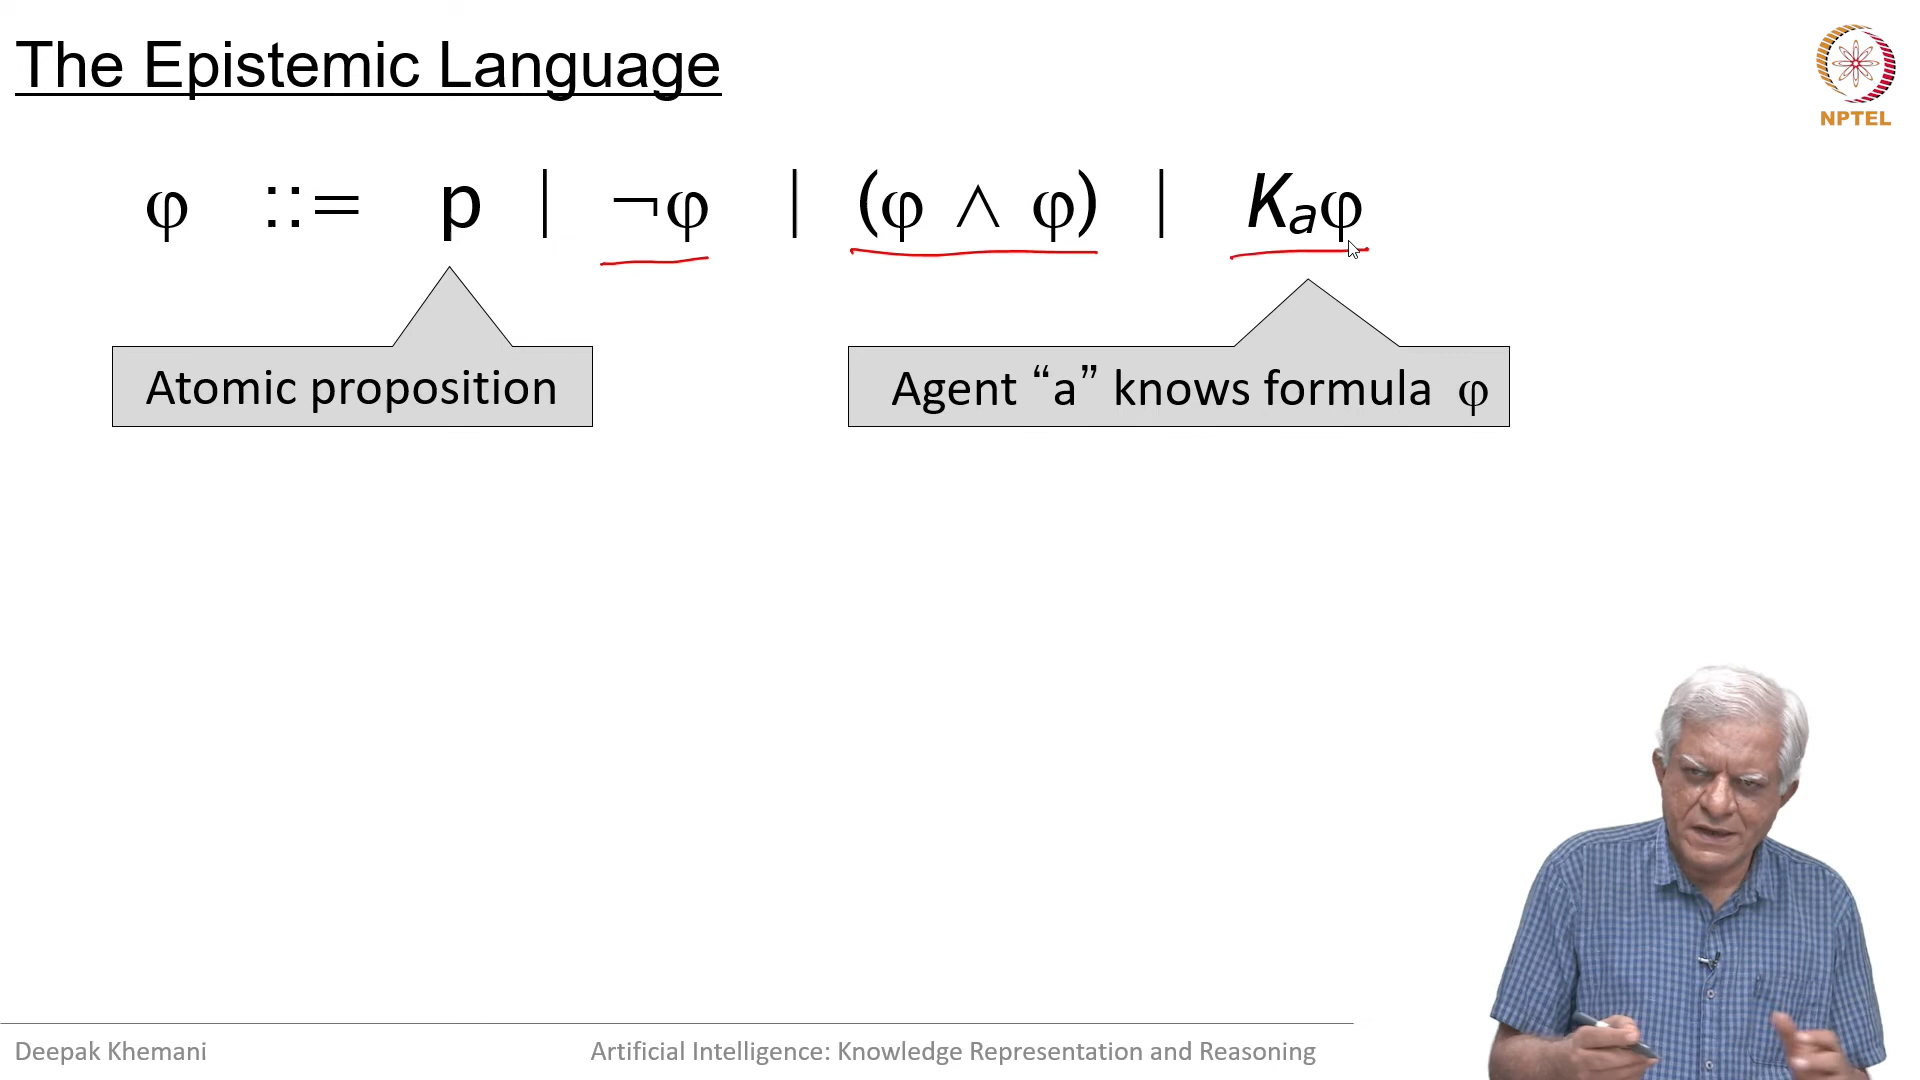 The Epistemic Language
NPTEL
φ ::= p | ¬φ | (φ ∧ φ) | Kₐφ
Atomic proposition
Agent “a” knows formula φ
Deepak Khemani
Artificial Intelligence: Knowledge Representation and Reasoning